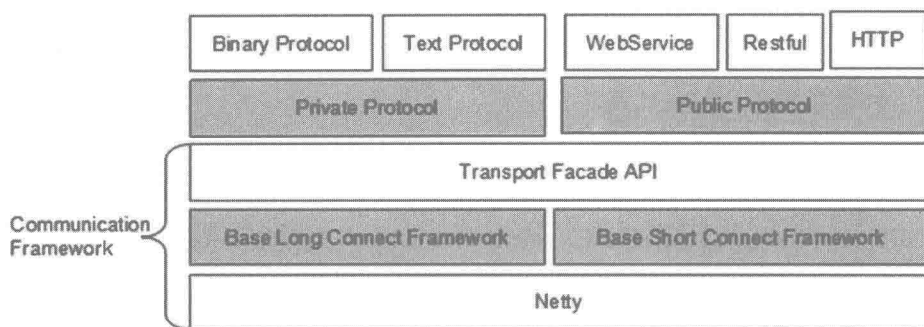 Binary Protocol Text Protocol WebService Restful HTTP
Private Protocol Public Protocol
Transport Facade API
Communication
Framework
Base Long Connect Framework Base Short Connect Framework
Netty